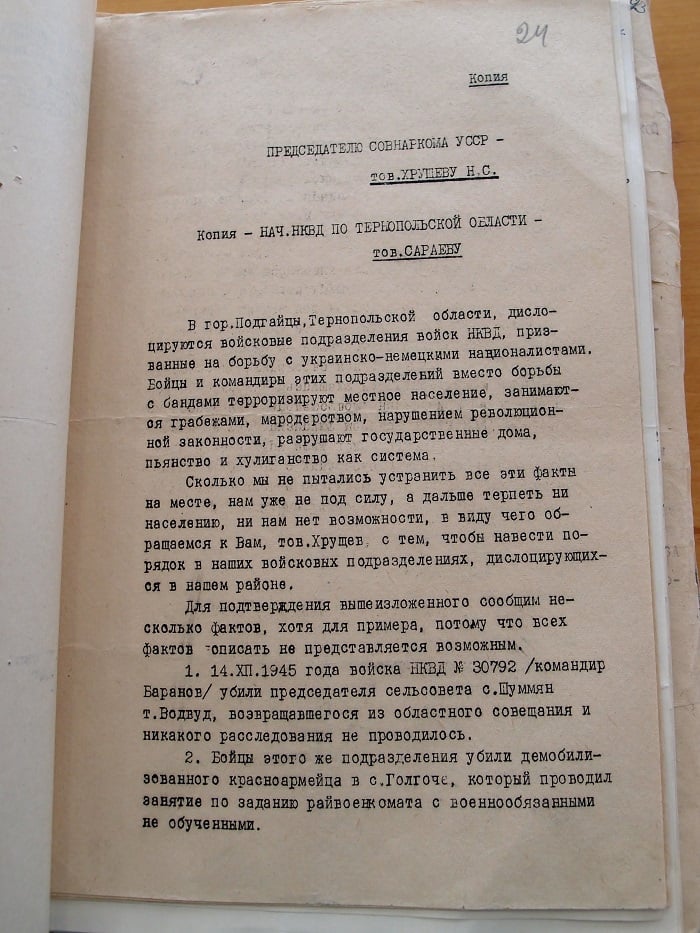 24
Копия
ПРЕДСЕДАТЕЛЮ СОВНАРКОМА УССР -
тов.ХРУЩЕВУ Н.С.
Копия - НАЧ.НКВД ПО ТЕРНОПОЛЬСКОЙ ОБЛАСТИ -
тов.САРАЕВУ
В гор.Подгайцы,Тернопольской области, дисло-
цируются войсковые подразделения войск НКВД, приз-
ванные на борьбу с украинско-немецкими националистами.
Бойцы и командиры этих подразделений вместо борьбы
с бандами терроризируют местное население, занимают-
ся грабежами, мародерством, нарушением революцион-
ной законности, разрушают государственные дома,
пьянство и хулиганство как система.
Сколько мы не пытались устранить все эти факты
на месте, нам уже не под силу, а дальше терпеть ни
населению, ни нам нет возможности, в виду чего об-
ращаемся к Вам, тов.Хрущев, с тем, чтобы навести по-
рядок в наших войсковых подразделениях, дислоцирующих-
ся в нашем районе.
Для подтверждения вышеизложенного сообщим не-
сколько фактов, хотя для примера, потому что всех
фактов описать не представляется возможным.
1. 14.XII.1945 года войска НКВД № 30792 /командир
Баранов/ убили председателя сельсовета с.Шуммян
т.Водвуд, возвращавшегося из областного совещания и
никакого расследования не проводилось.
2. Бойцы этого же подразделения убили демобили-
зованного красноармейца в с.Голгоче, который проводил
занятие по заданию райвоенкомата с военнообязанными
не обученными.